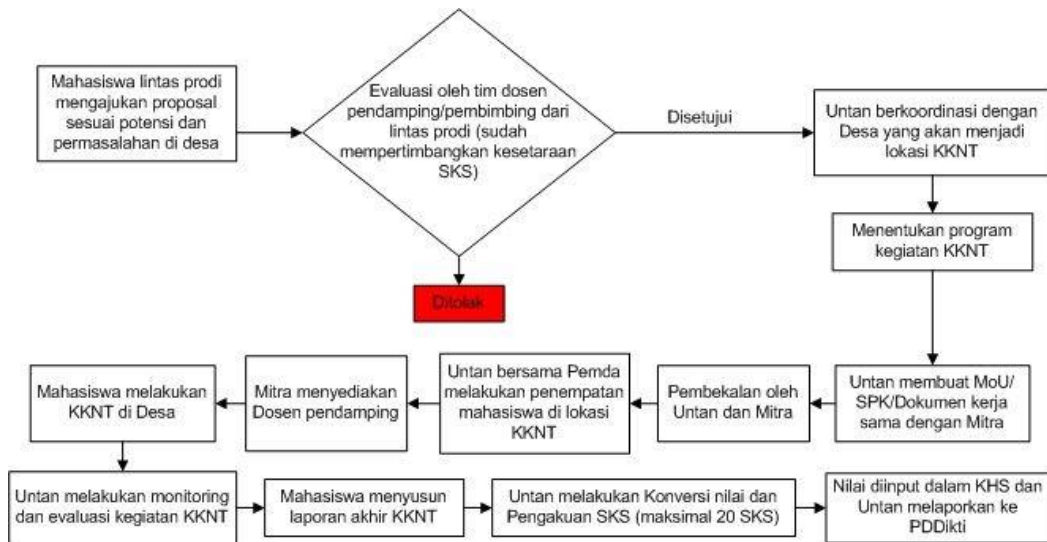 Mahasiswa lintas prodi
mengajukan proposal
sesuai potensi dan
permasalahan di desa
Evaluasi oleh tim dosen
pendamping/pembimbing dari
lintas prodi (sudah
mempertimbangkan kesetaraan
SKS)
Disetujui
Untan berkoordinasi dengan
Desa yang akan menjadi
lokasi KKNT
Menentukan program
kegiatan KKNT
Ditolak
Untan membuat MoU/
SPK/Dokumen kerja
sama dengan Mitra
Pembekalan oleh
Untan dan Mitra
Untan bersama Pemda
melakukan penempatan
mahasiswa di lokasi
KKNT
Mitra menyediakan
Dosen pendamping
Mahasiswa melakukan
KKNT di Desa
Untan melakukan monitoring
dan evaluasi kegiatan KKNT
Mahasiswa menyusun
laporan akhir KKNT
Untan melakukan Konversi nilai dan
Pengakuan SKS (maksimal 20 SKS)
Nilai diinput dalam KHS dan
Untan melaporkan ke
PDDikti